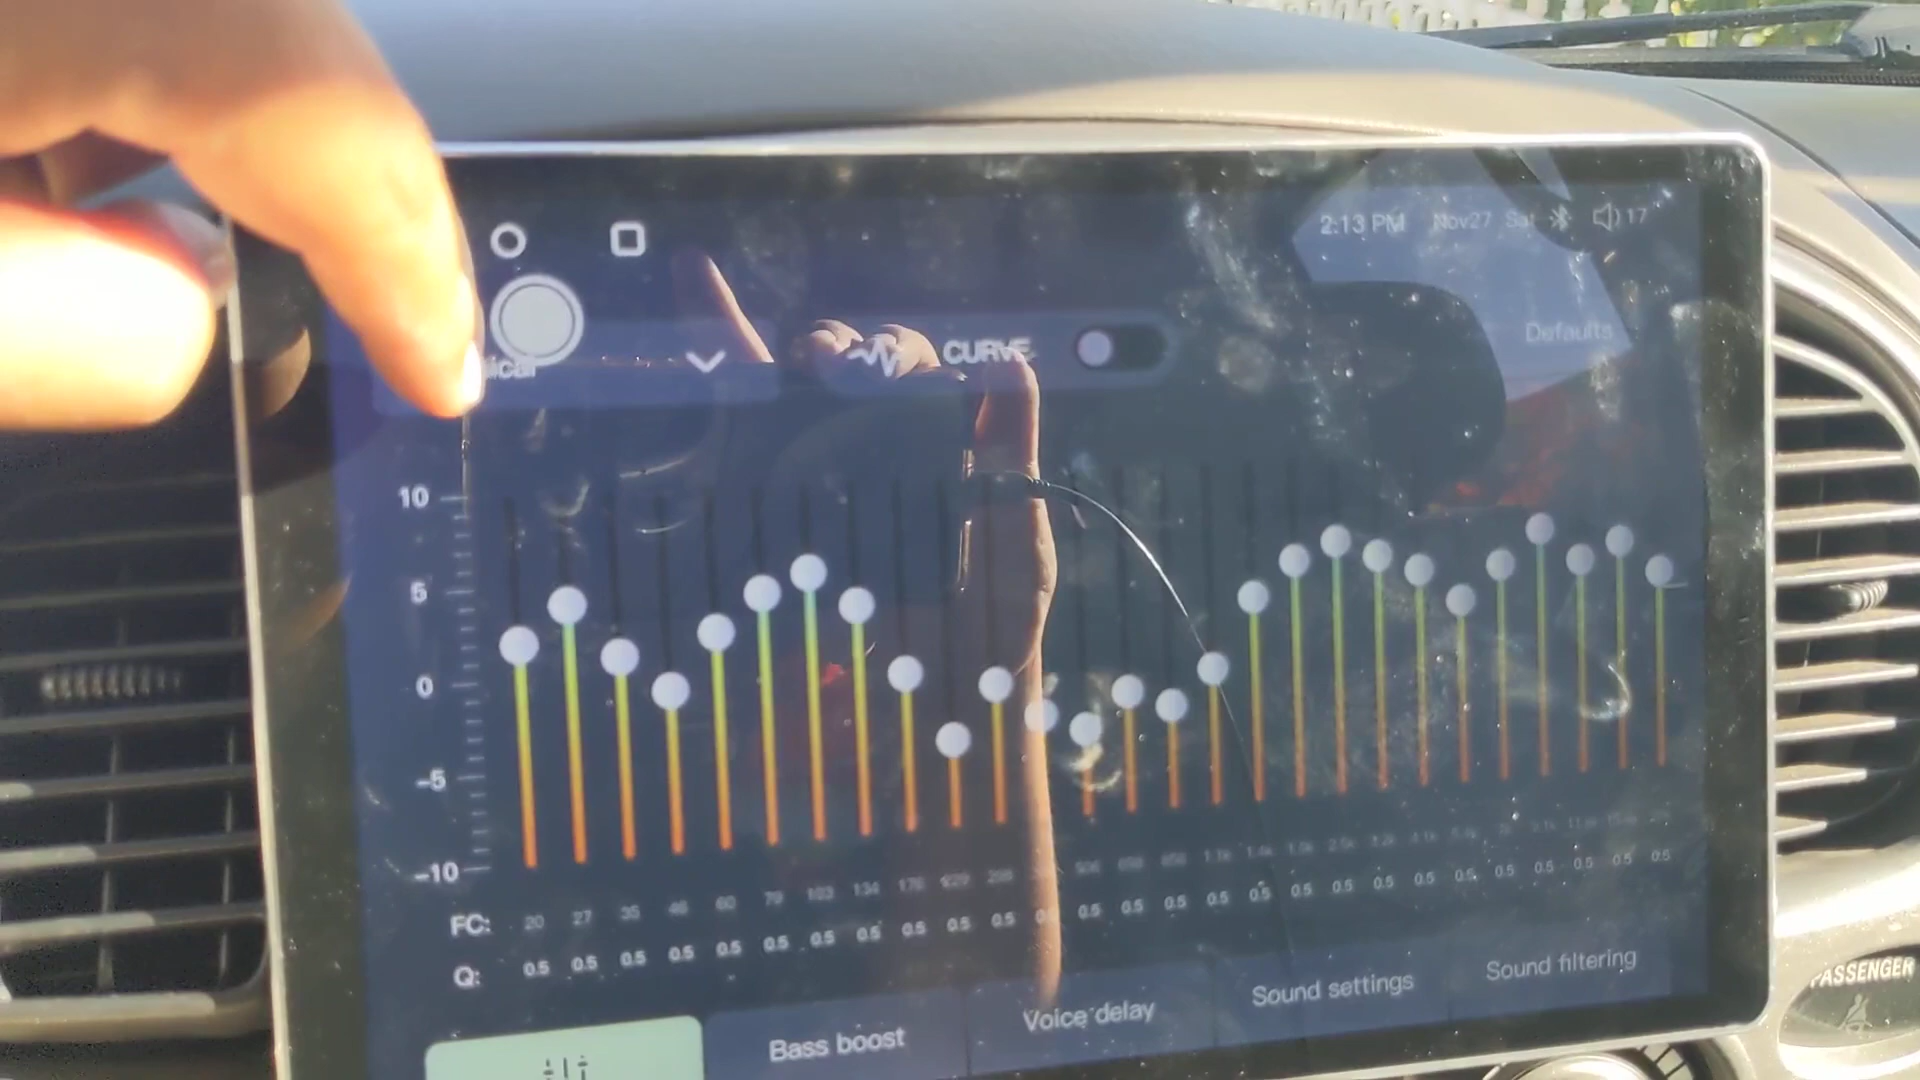 2:13 PM Nov27 Sat 17
ical CURVE Defaults
10
5
0
-5
-10
FC: 20 27 35 46 60 79 103 134 176 1.1k
Q: 0.5 0.5 0.5 0.5 0.5 0.5 0.5 0.5 0.5 0.5 0.5 0.5 0.5 0.5 0.5 0.5 0.5 0.5 0.5 0.5 0.5 0.5 0.5 0.5 0.5 0.5
Bass boost Voice delay Sound settings Sound filtering
PASSENGER